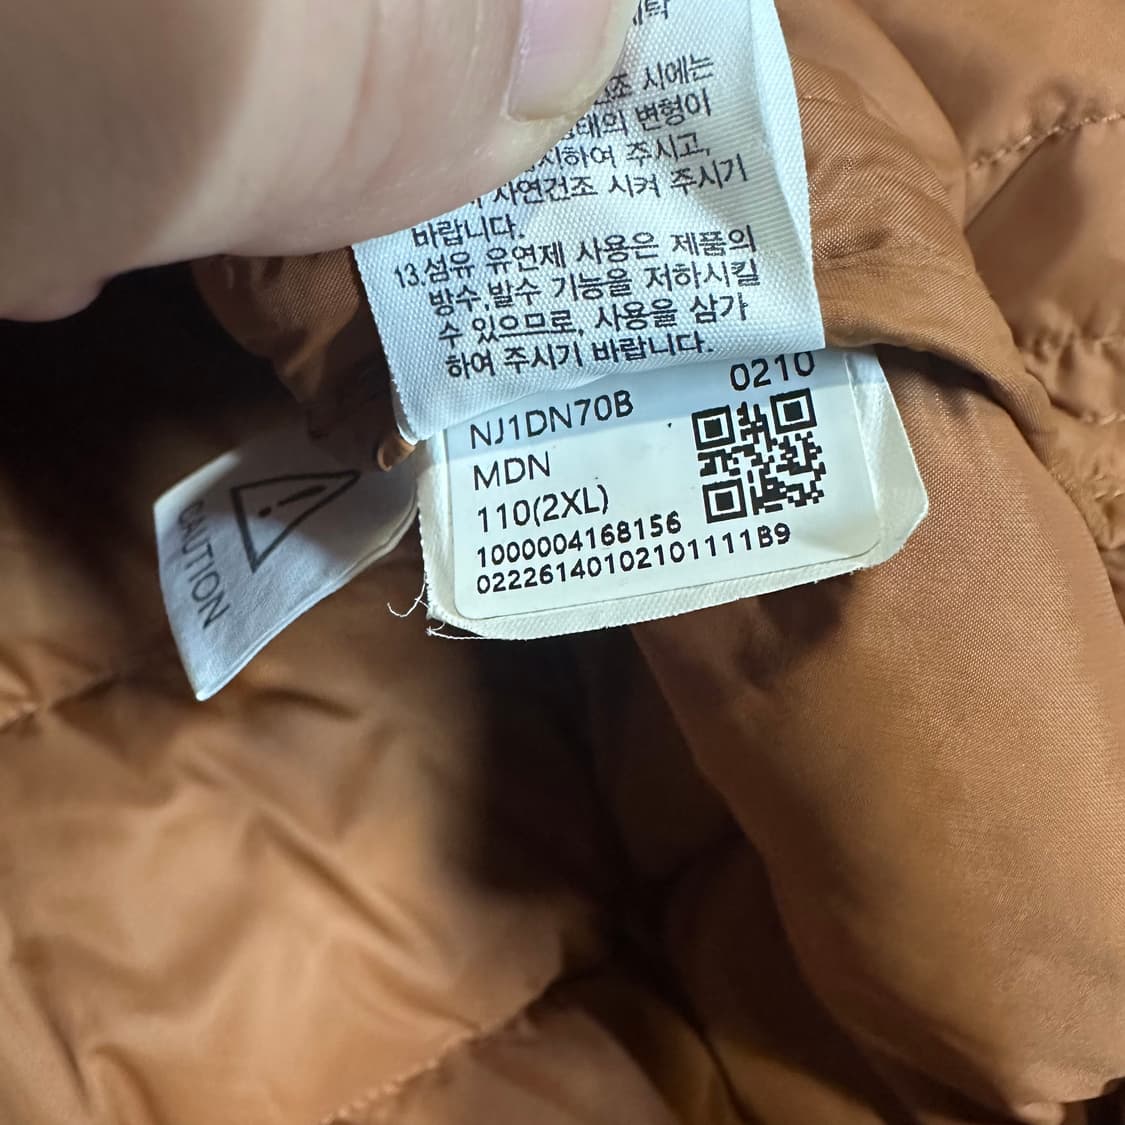 시에는
변형이
주시고,
자연건조 시켜 주시기
바랍니다.
13.섬유 유연제 사용은 제품의
방수,발수 기능을 저하시킬
수 있으므로, 사용을 삼가
하여 주시기 바랍니다.
0210
NJ1DN70B
MDN
110(2XL)
1000004168156
02226140102101111B9
CAUTION